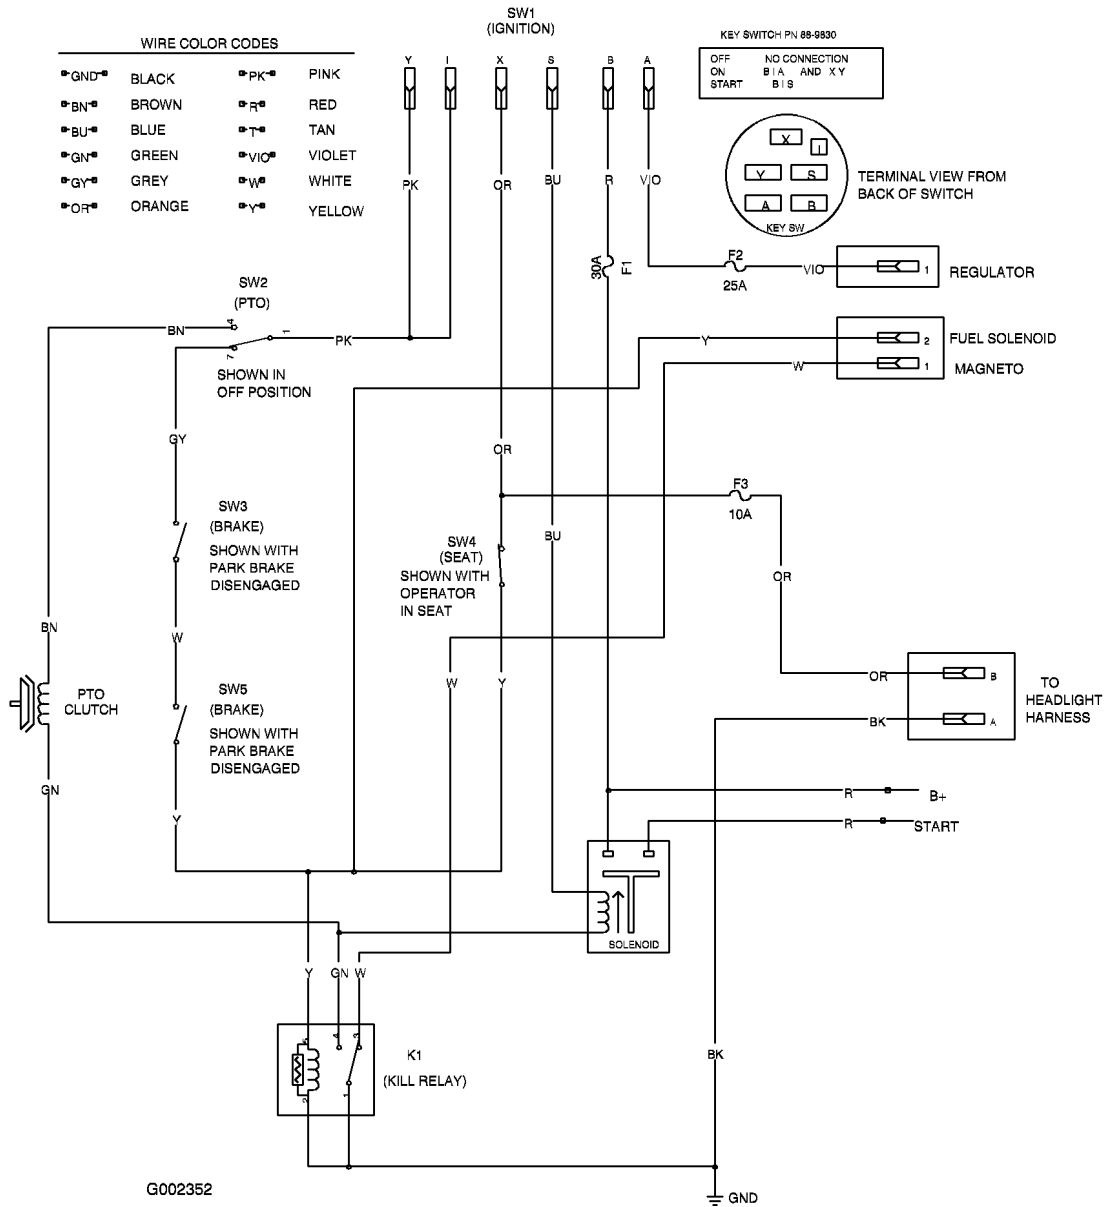 SW1
(IGNITION)
KEY SWITCH PN 88-9830
WIRE COLOR CODES
GND BLACK PK PINK
BN BROWN R RED
BU BLUE T TAN
GN GREEN VIO VIOLET
GY GREY W WHITE
OR ORANGE Y YELLOW
Y I X S B A
OFF NO CONNECTION
ON B I A AND X Y
START B I S
X
I
Y S
A B
KEY SW
TERMINAL VIEW FROM
BACK OF SWITCH
PK OR BU R VIO
30A
F1
F2
25A
VIO
1
REGULATOR
SW2
(PTO)
BN
4
1
7
PK
SHOWN IN
OFF POSITION
Y
2
FUEL SOLENOID
W
1
MAGNETO
GY
OR
F3
10A
SW3
(BRAKE)
SHOWN WITH
PARK BRAKE
DISENGAGED
SW4
(SEAT)
SHOWN WITH
OPERATOR
IN SEAT
BU
OR
BN
W
W
Y
OR
B
TO
HEADLIGHT
HARNESS
BK
A
PTO
CLUTCH
SW5
(BRAKE)
SHOWN WITH
PARK BRAKE
DISENGAGED
GN
Y
R
B+
R
START
SOLENOID
Y GN W
5
4
3
2
1
K1
(KILL RELAY)
BK
G002352
GND